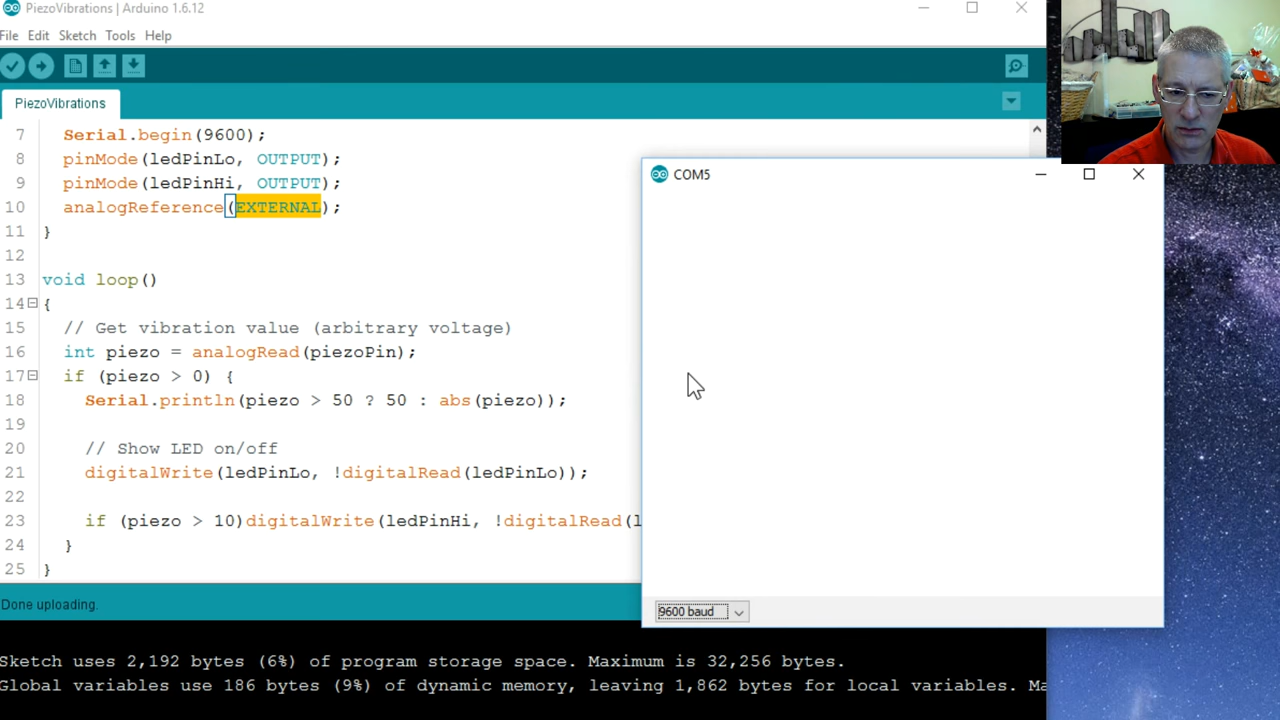 PiezoVibrations | Arduino 1.6.12
File Edit Sketch Tools Help
PiezoVibrations
7 Serial.begin(9600);
8 pinMode(ledPinLo, OUTPUT);
9 pinMode(ledPinHi, OUTPUT);
10 analogReference(EXTERNAL);
11 }
12
13 void loop()
14 {
15 // Get vibration value (arbitrary voltage)
16 int piezo = analogRead(piezoPin);
17 if (piezo > 0) {
18 Serial.println(piezo > 50 ? 50 : abs(piezo));
19
20 // Show LED on/off
21 digitalWrite(ledPinLo, !digitalRead(ledPinLo));
22
23 if (piezo > 10)digitalWrite(ledPinHi, !digitalRead(l
24 }
25 }
COM5
9600 baud
Done uploading.
Sketch uses 2,192 bytes (6%) of program storage space. Maximum is 32,256 bytes.
Global variables use 186 bytes (9%) of dynamic memory, leaving 1,862 bytes for local variables. Ma